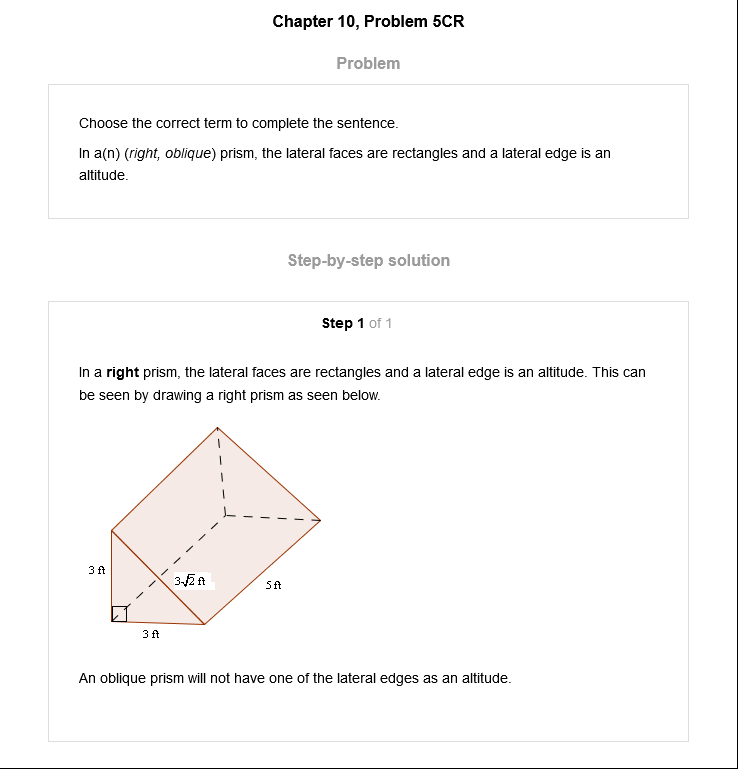 Chapter 10, Problem 5CR
Problem
Choose the correct term to complete the sentence.
In a(n) (right, oblique) prism, the lateral faces are rectangles and a lateral edge is an
altitude.
Step-by-step solution
Step 1 of 1
In a right prism, the lateral faces are rectangles and a lateral edge is an altitude. This can
be seen by drawing a right prism as seen below.
3 ft
3√2 ft
5 ft
3 ft
An oblique prism will not have one of the lateral edges as an altitude.